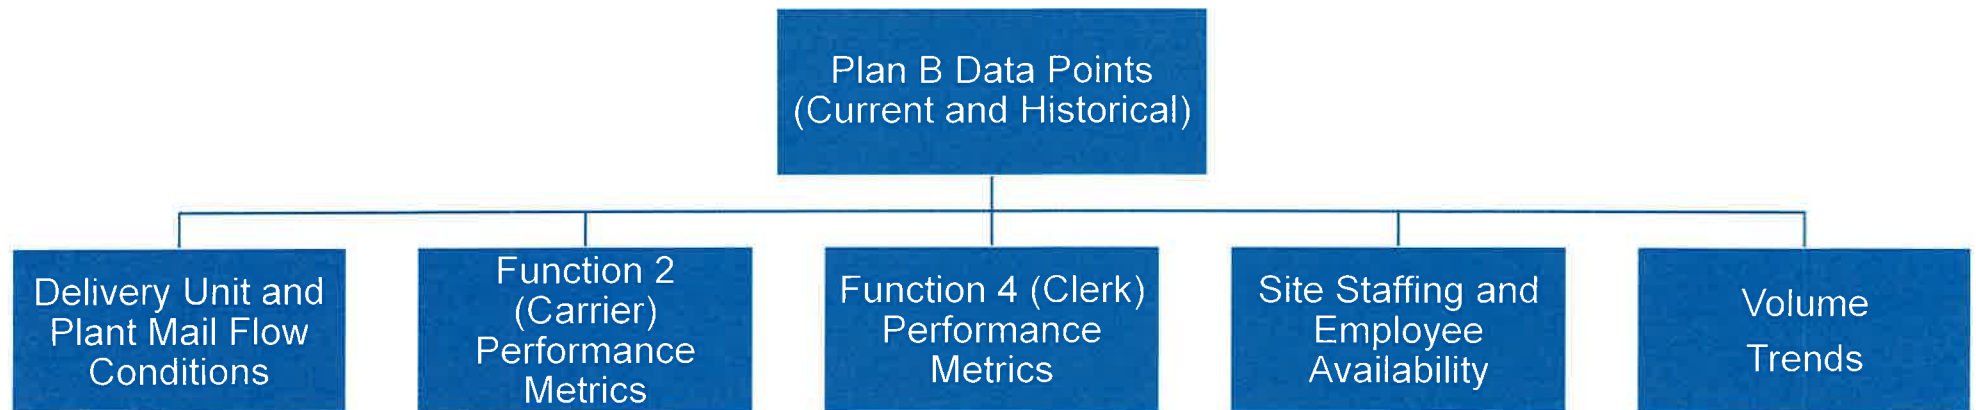 Plan B Data Points
(Current and Historical)
Delivery Unit and
Plant Mail Flow
Conditions
Function 2
(Carrier)
Performance
Metrics
Function 4 (Clerk)
Performance
Metrics
Site Staffing and
Employee
Availability
Volume
Trends